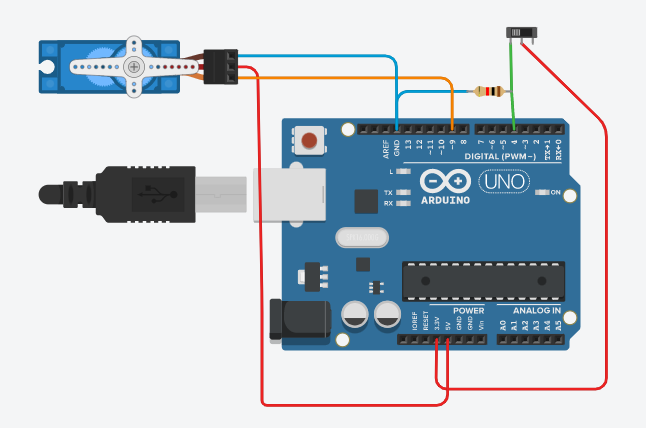 AREF
GND
13
12
~11
~10
~9
8
7
~6
~5
4
~3
2
TX→1
RX←0
DIGITAL (PWM~)
L
TX
RX
UNO
ON
ARDUINO
POWER
ANALOG IN
IOREF
RESET
3.3V
5V
GND
GND
Vin
A0
A1
A2
A3
A4
A5